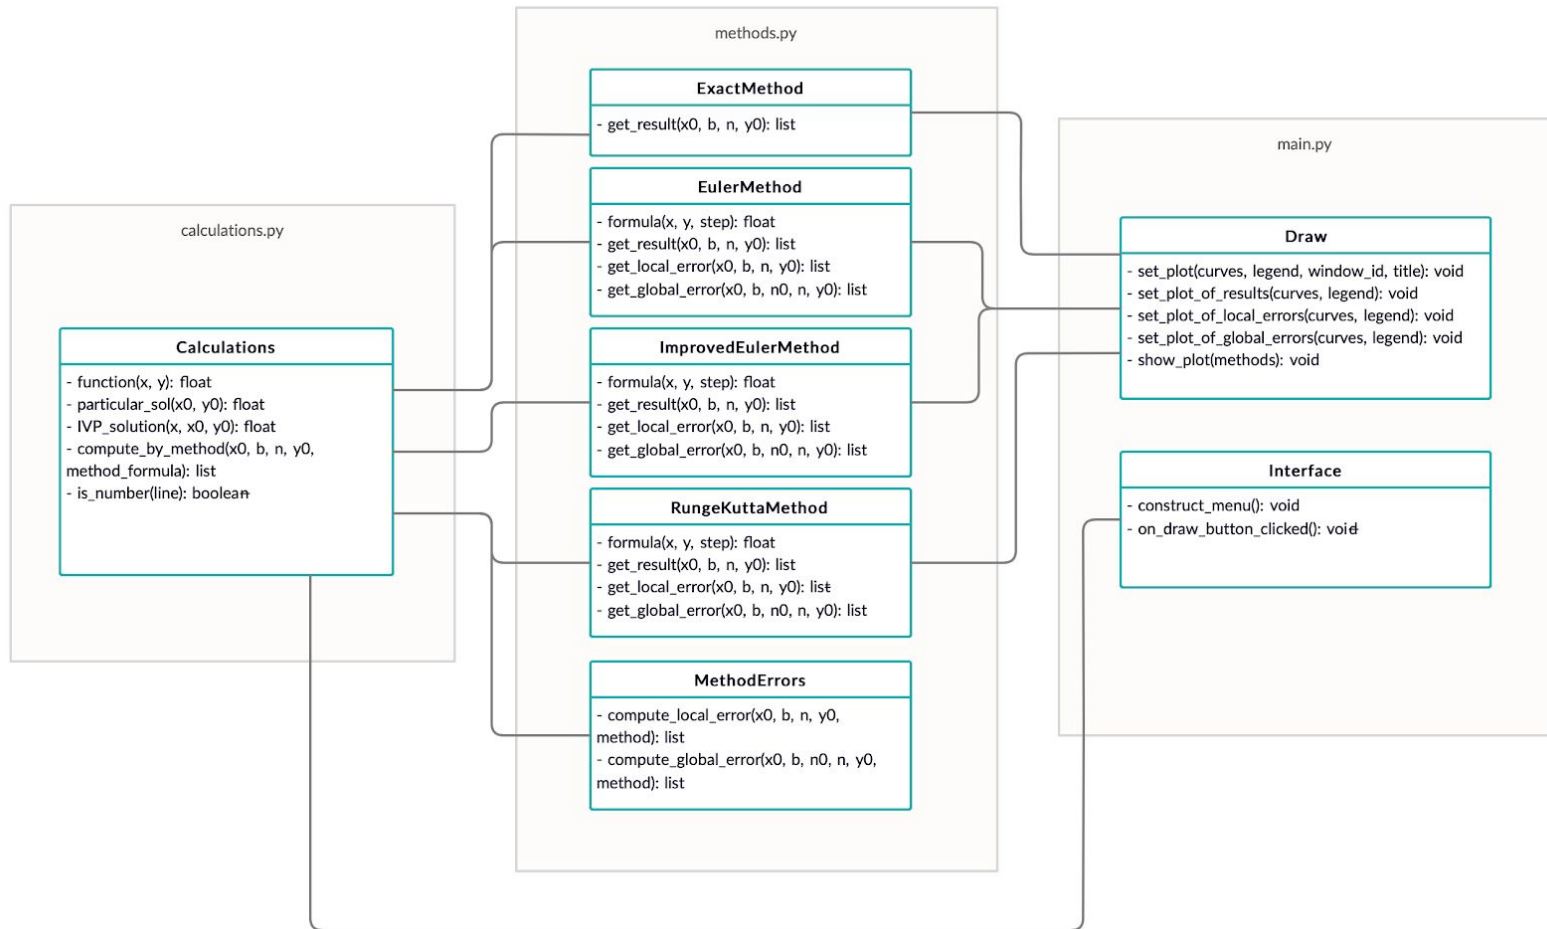 methods.py
ExactMethod
- get_result(x0, b, n, y0): list
EulerMethod
- formula(x, y, step): float
- get_result(x0, b, n, y0): list
- get_local_error(x0, b, n, y0): list
- get_global_error(x0, b, n0, n, y0): list
ImprovedEulerMethod
- formula(x, y, step): float
- get_result(x0, b, n, y0): list
- get_local_error(x0, b, n, y0): list
- get_global_error(x0, b, n0, n, y0): list
RungeKuttaMethod
- formula(x, y, step): float
- get_result(x0, b, n, y0): list
- get_local_error(x0, b, n, y0): list
- get_global_error(x0, b, n0, n, y0): list
MethodErrors
- compute_local_error(x0, b, n, y0,
method): list
- compute_global_error(x0, b, n0, n, y0,
method): list
calculations.py
Calculations
- function(x, y): float
- particular_sol(x0, y0): float
- IVP_solution(x, x0, y0): float
- compute_by_method(x0, b, n, y0,
method_formula): list
- is_number(line): boolean
main.py
Draw
- set_plot(curves, legend, window_id, title): void
- set_plot_of_results(curves, legend): void
- set_plot_of_local_errors(curves, legend): void
- set_plot_of_global_errors(curves, legend): void
- show_plot(methods): void
Interface
- construct_menu(): void
- on_draw_button_clicked(): void